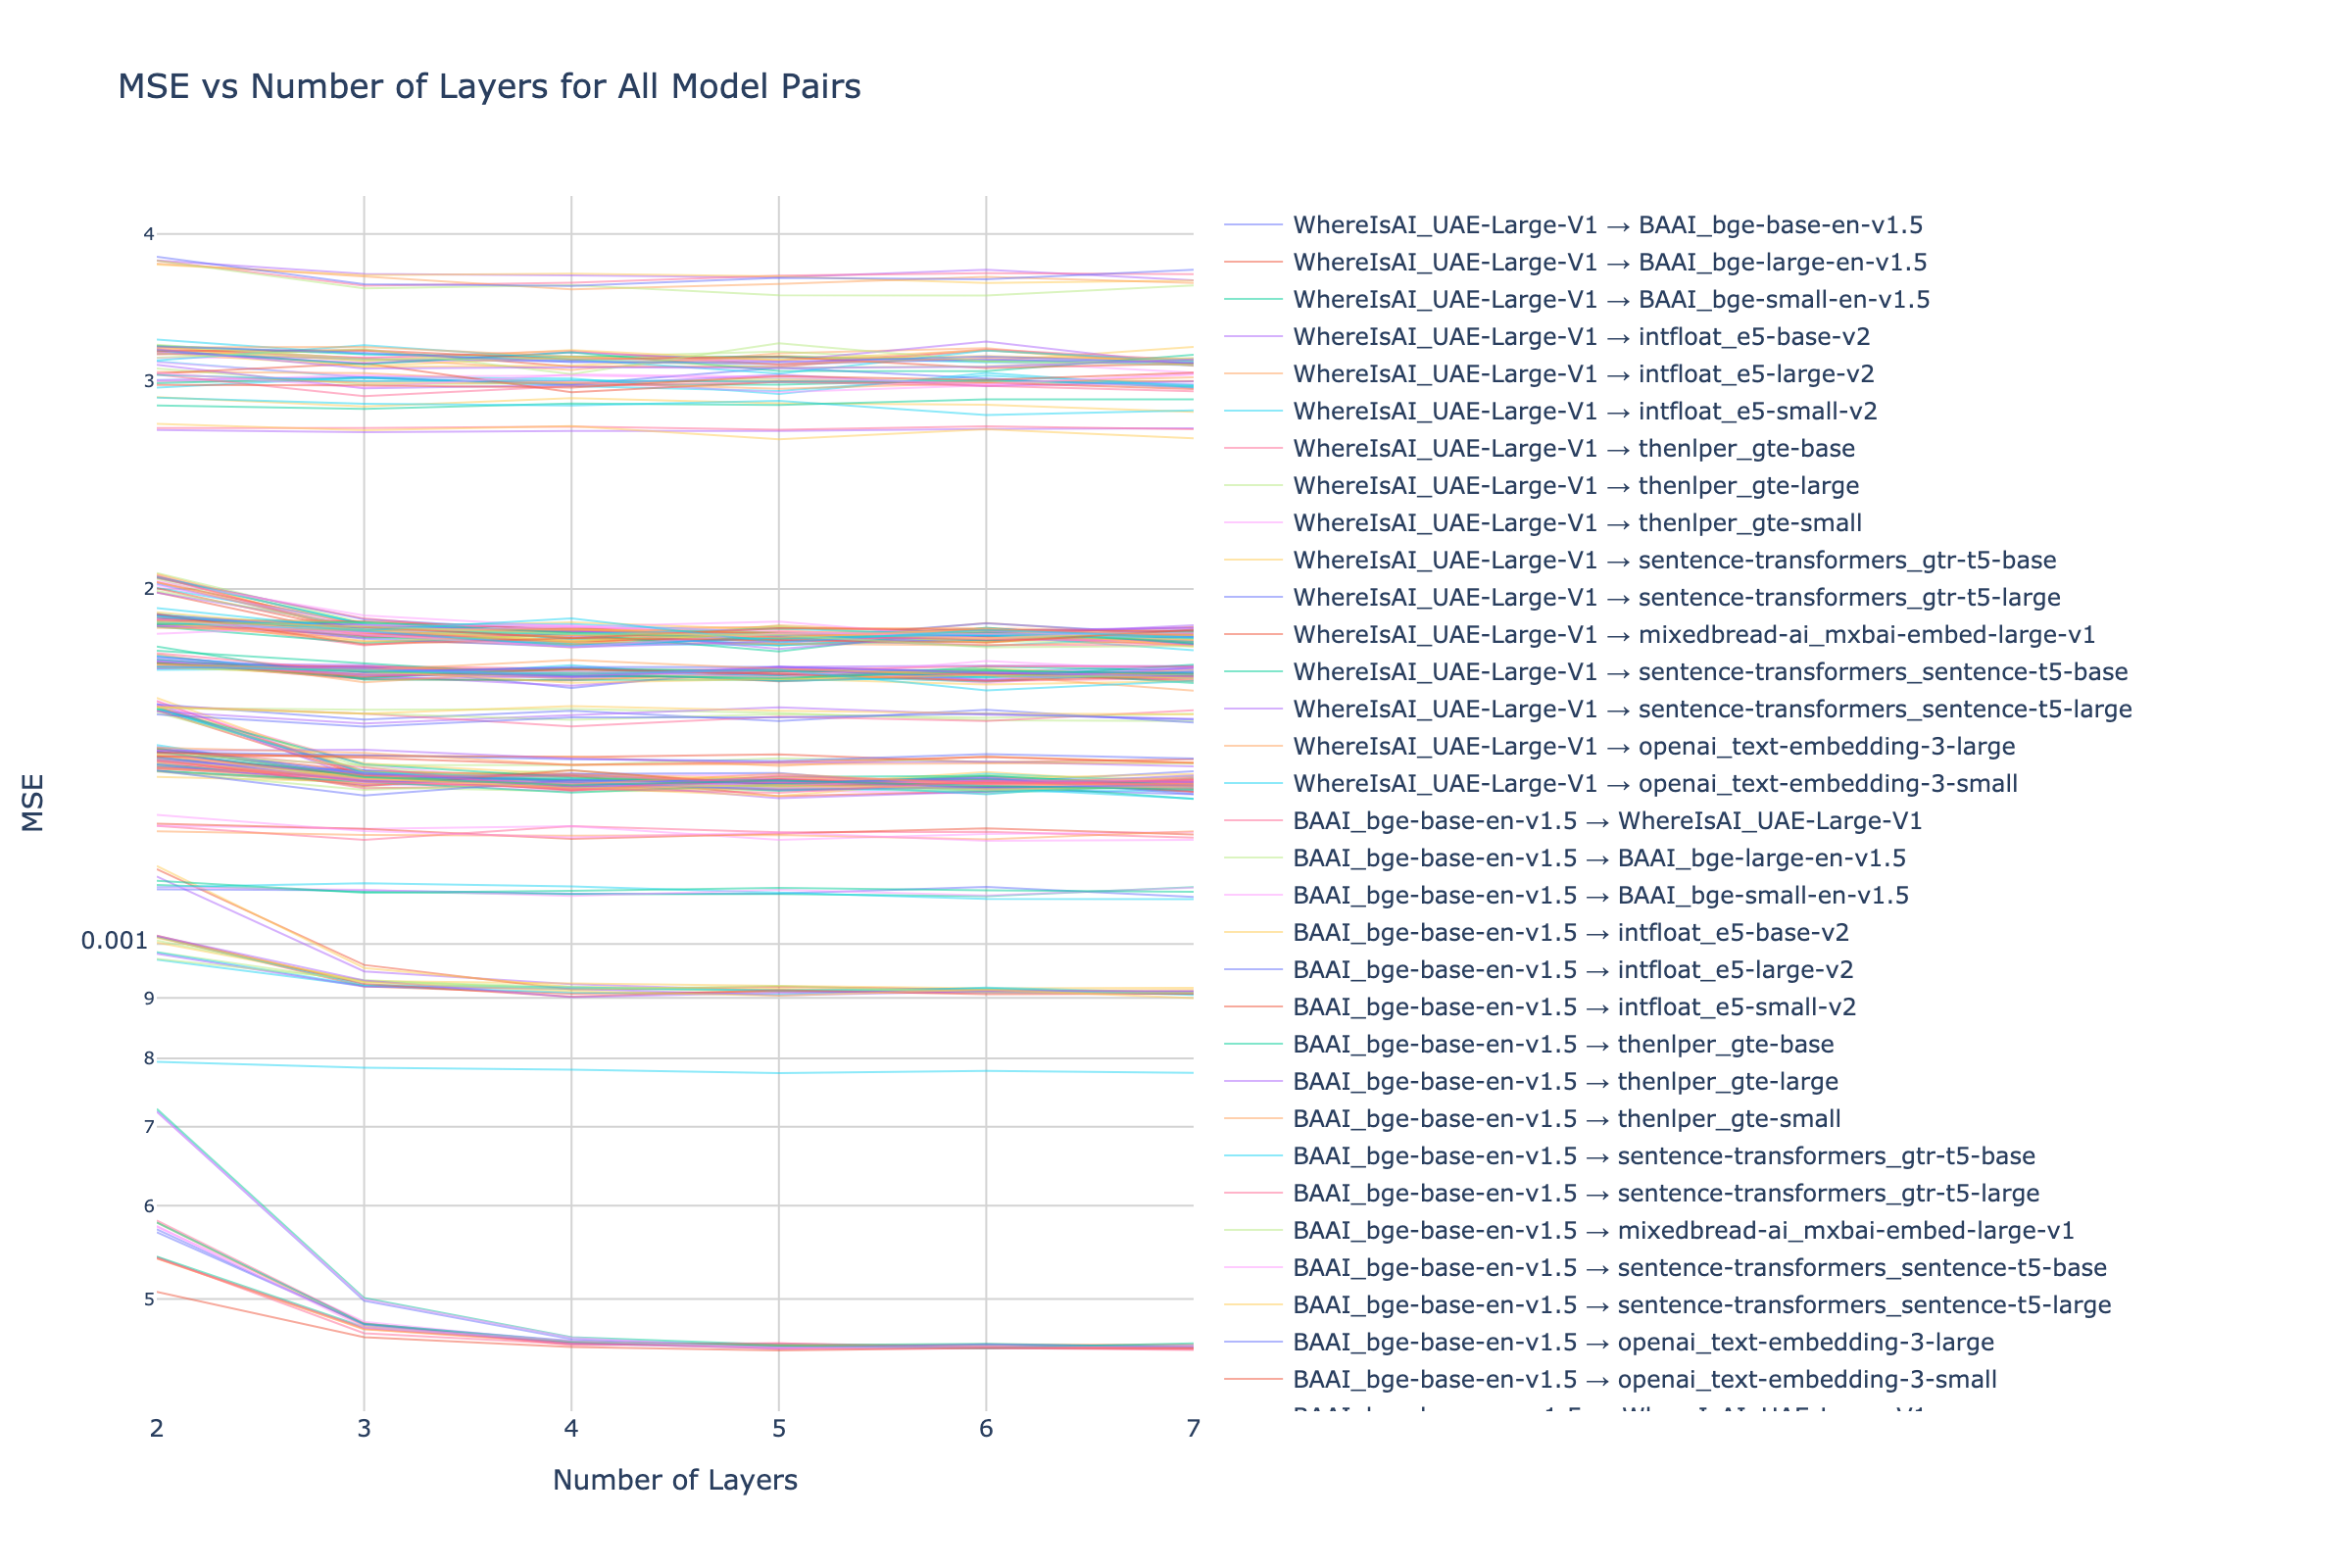 MSE vs Number of Layers for All Model Pairs
4
3
2
0.001
9
8
7
6
5
MSE
2 3 4 5 6 7
Number of Layers
WhereIsAI_UAE-Large-V1 → BAAI_bge-base-en-v1.5
WhereIsAI_UAE-Large-V1 → BAAI_bge-large-en-v1.5
WhereIsAI_UAE-Large-V1 → BAAI_bge-small-en-v1.5
WhereIsAI_UAE-Large-V1 → intfloat_e5-base-v2
WhereIsAI_UAE-Large-V1 → intfloat_e5-large-v2
WhereIsAI_UAE-Large-V1 → intfloat_e5-small-v2
WhereIsAI_UAE-Large-V1 → thenlper_gte-base
WhereIsAI_UAE-Large-V1 → thenlper_gte-large
WhereIsAI_UAE-Large-V1 → thenlper_gte-small
WhereIsAI_UAE-Large-V1 → sentence-transformers_gtr-t5-base
WhereIsAI_UAE-Large-V1 → sentence-transformers_gtr-t5-large
WhereIsAI_UAE-Large-V1 → mixedbread-ai_mxbai-embed-large-v1
WhereIsAI_UAE-Large-V1 → sentence-transformers_sentence-t5-base
WhereIsAI_UAE-Large-V1 → sentence-transformers_sentence-t5-large
WhereIsAI_UAE-Large-V1 → openai_text-embedding-3-large
WhereIsAI_UAE-Large-V1 → openai_text-embedding-3-small
BAAI_bge-base-en-v1.5 → WhereIsAI_UAE-Large-V1
BAAI_bge-base-en-v1.5 → BAAI_bge-large-en-v1.5
BAAI_bge-base-en-v1.5 → BAAI_bge-small-en-v1.5
BAAI_bge-base-en-v1.5 → intfloat_e5-base-v2
BAAI_bge-base-en-v1.5 → intfloat_e5-large-v2
BAAI_bge-base-en-v1.5 → intfloat_e5-small-v2
BAAI_bge-base-en-v1.5 → thenlper_gte-base
BAAI_bge-base-en-v1.5 → thenlper_gte-large
BAAI_bge-base-en-v1.5 → thenlper_gte-small
BAAI_bge-base-en-v1.5 → sentence-transformers_gtr-t5-base
BAAI_bge-base-en-v1.5 → sentence-transformers_gtr-t5-large
BAAI_bge-base-en-v1.5 → mixedbread-ai_mxbai-embed-large-v1
BAAI_bge-base-en-v1.5 → sentence-transformers_sentence-t5-base
BAAI_bge-base-en-v1.5 → sentence-transformers_sentence-t5-large
BAAI_bge-base-en-v1.5 → openai_text-embedding-3-large
BAAI_bge-base-en-v1.5 → openai_text-embedding-3-small